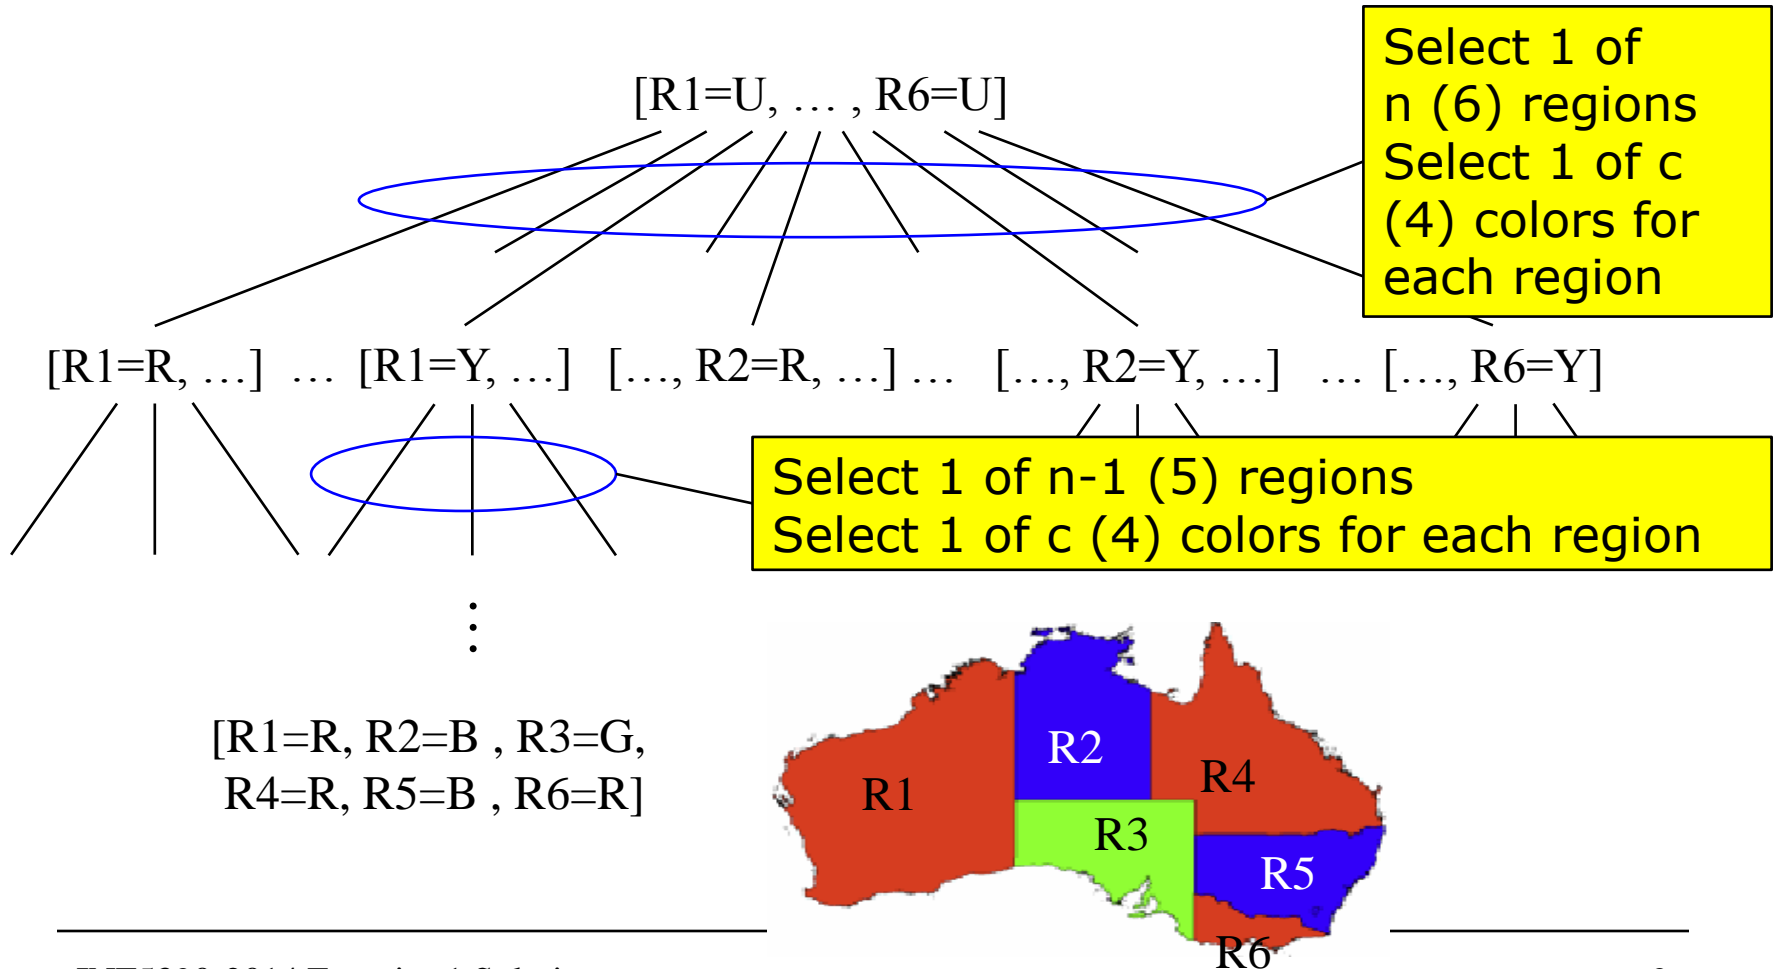 [R1=U, … , R6=U]
Select 1 of
n (6) regions
Select 1 of c
(4) colors for
each region
[R1=R, …] … [R1=Y, …] […, R2=R, …] … […, R2=Y, …] … […, R6=Y]
Select 1 of n-1 (5) regions
Select 1 of c (4) colors for each region
⋮
[R1=R, R2=B , R3=G,
R4=R, R5=B , R6=R]
R1
R2
R3
R4
R5
R6